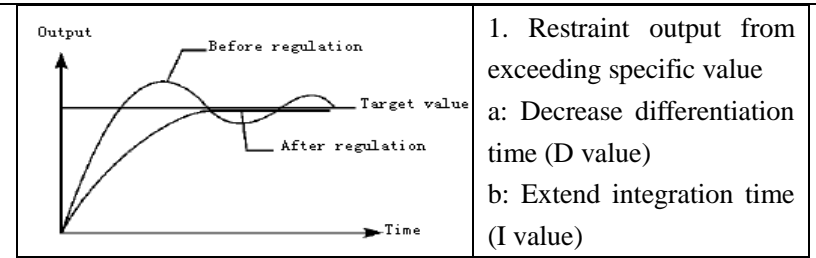 Output
Before regulation
Target value
After regulation
Time
1. Restraint output from
exceeding specific value
a: Decrease differentiation
time (D value)
b: Extend integration time
(I value)